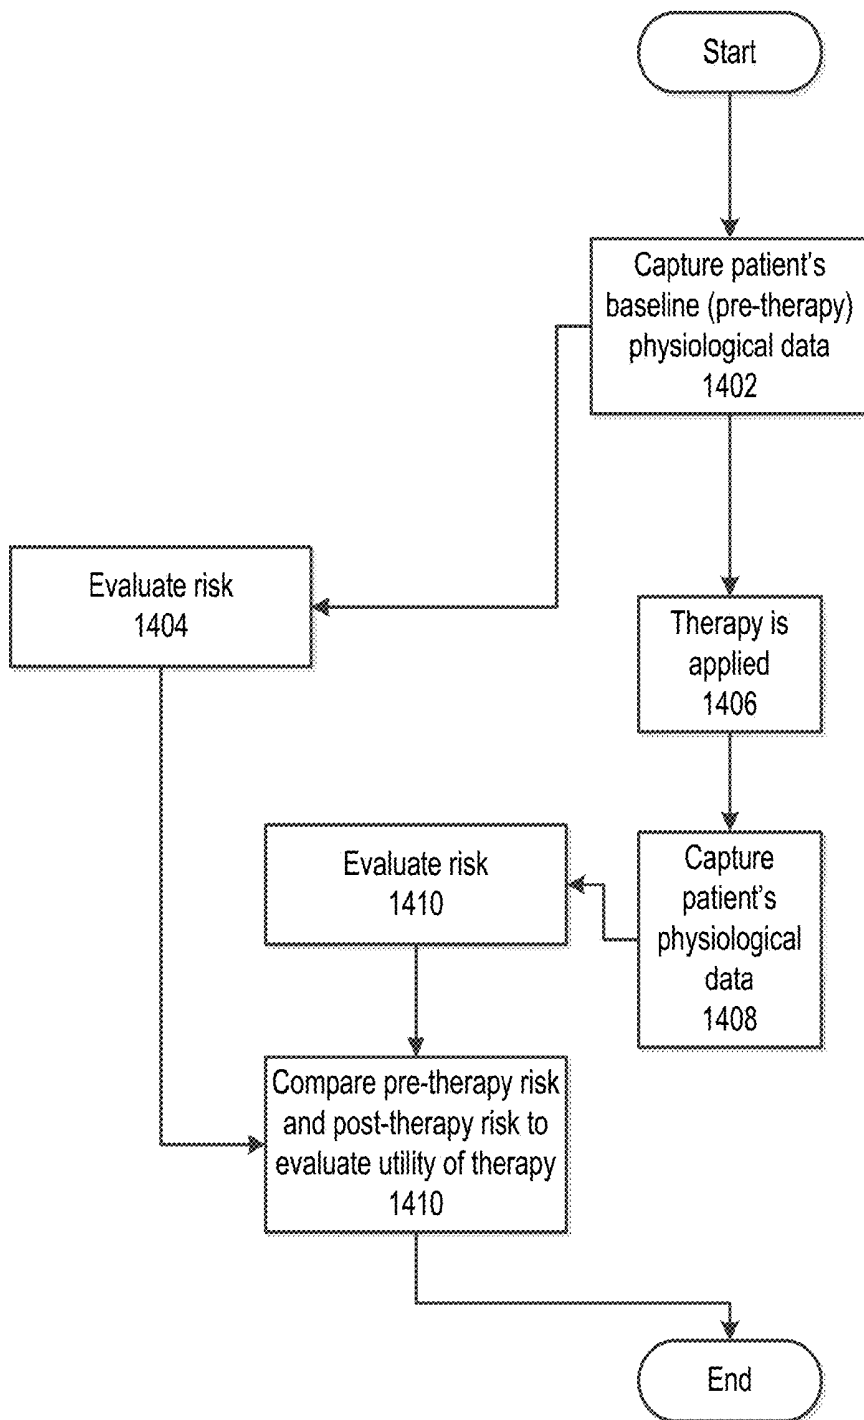 Start
Capture patient's
baseline (pre-therapy)
physiological data
1402
Evaluate risk
1404
Therapy is
applied
1406
Capture
patient's
physiological
data
1408
Evaluate risk
1410
Compare pre-therapy risk
and post-therapy risk to
evaluate utility of therapy
1410
End